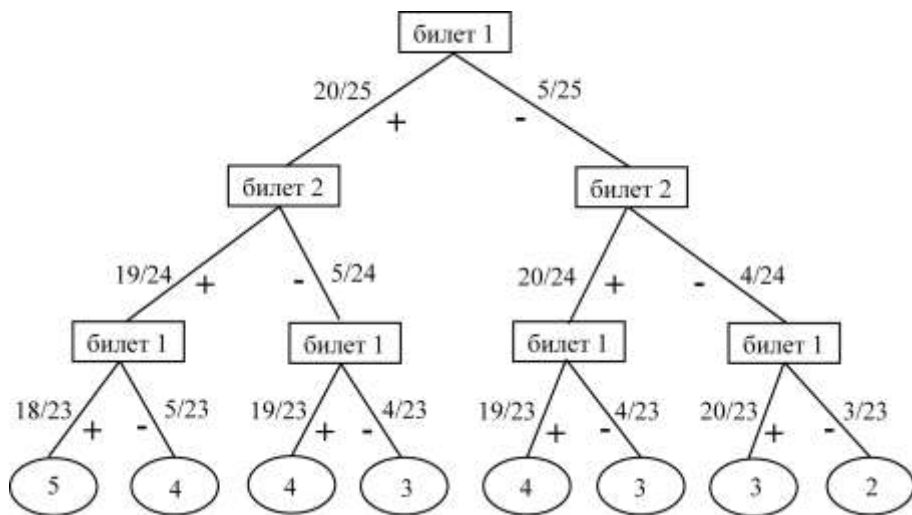 билет 1
20/25 5/25
+ -
билет 2 билет 2
19/24 + - 5/24 20/24 + - 4/24
билет 1 билет 1 билет 1 билет 1
18/23 + - 5/23 19/23 + - 4/23 19/23 + - 4/23 20/23 + - 3/23
5 4 4 3 4 3 3 2